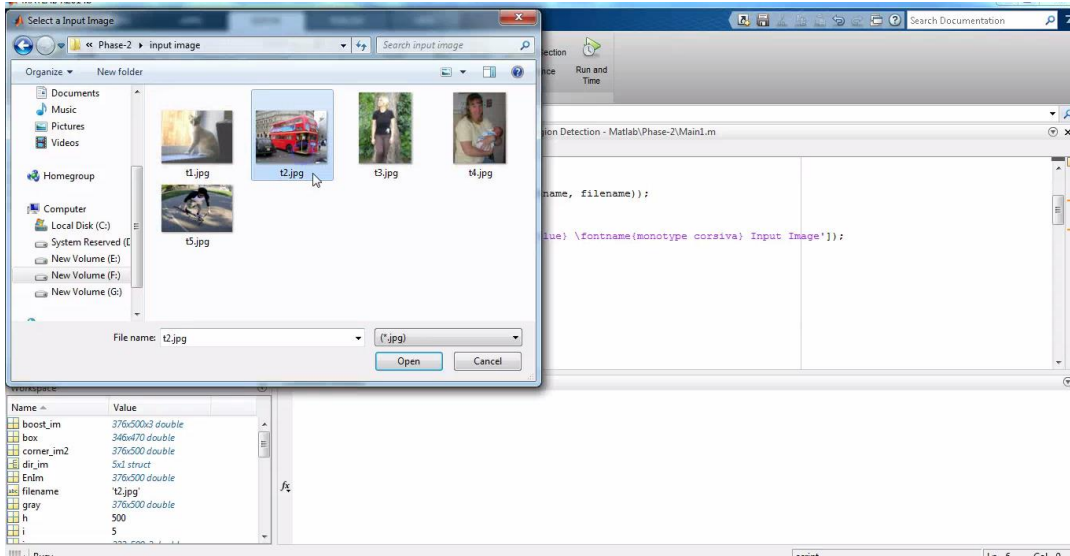 Select a Input Image
Search Documentation
« Phase-2 ▸ input image
Search input image
Organize ▾ New folder
Run and
Time
Documents
Music
Pictures
Videos
Homegroup
Computer
Local Disk (C:)
System Reserved (D
New Volume (E:)
New Volume (F:)
New Volume (G:)
t1.jpg
t2.jpg
t3.jpg
t4.jpg
t5.jpg
File name: t2.jpg
(*.jpg)
Open
Cancel
ion Detection - Matlab\Phase-2\Main1.m
name, filename));
lue} \fontname{monotype corsiva} Input Image']);
Workspace
Name Value
boost_im 376x500x3 double
box 346x470 double
corner_im2 376x500 double
dir_im 5x1 struct
EnIm 376x500 double
filename 't2.jpg'
gray 376x500 double
h 500
i 5
fx